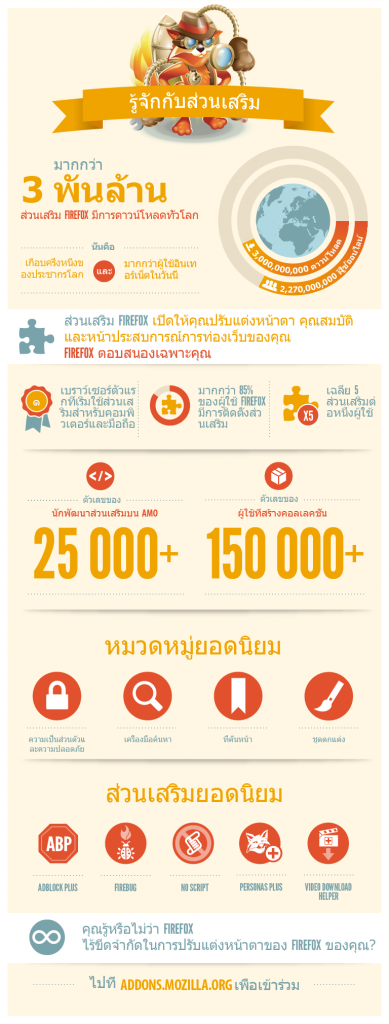 รู้จักกับส่วนเสริม
มากกว่า
3 พันล้าน
ส่วนเสริม FIREFOX มีการดาวน์โหลดทั่วโลก
นั่นคือ
เกือบครึ่งหนึ่งข
องประชากรโลก
และ
มากกว่าผู้ใช้อินเท
อร์เน็ตในวันนี้
3,000,000,000 ดาวน์โหลด
2,270,000,000 ผู้ใช้ออนไลน์
ส่วนเสริม FIREFOX เปิดให้คุณปรับแต่งหน้าตา คุณสมบัติ
และหน้าประสบการณ์การท่องเว็บของคุณ
FIREFOX ตอบสนองเฉพาะคุณ
๑
เบราว์เซอร์ตัวแร
กที่เริ่มใช้ส่วนเส
ริมสำหรับคอมพิ
วเตอร์และมือถือ
มากกว่า 85%
ของผู้ใช้ FIREFOX
มีการติดตั้งส่ว
นเสริม
X5
เฉลี่ย 5
ส่วนเสริมต่
อหนึ่งผู้ใช้
ตัวเลขของ
นักพัฒนาส่วนเสริมบน AMO
25 000+
ตัวเลขของ
ผู้ใช้ที่สร้างคอลเลคชัน
150 000+
หมวดหมู่ยอดนิยม
ความเป็นส่วนตัวแ
ละความปลอดภัย
เครื่องมือค้นหา
ที่คั่นหน้า
ชุดตกแต่ง
ส่วนเสริมยอดนิยม
ABP
ADBLOCK PLUS
FIREBUG
NO SCRIPT
PERSONAS PLUS
VIDEO DOWNLOAD
HELPER
คุณรู้หรือไม่ว่า FIREFOX
ไร้ขีดจำกัดในการปรับแต่งหน้าตาของ FIREFOX ของคุณ?
ไปที่ ADDONS.MOZILLA.ORG เพื่อเข้าร่วม